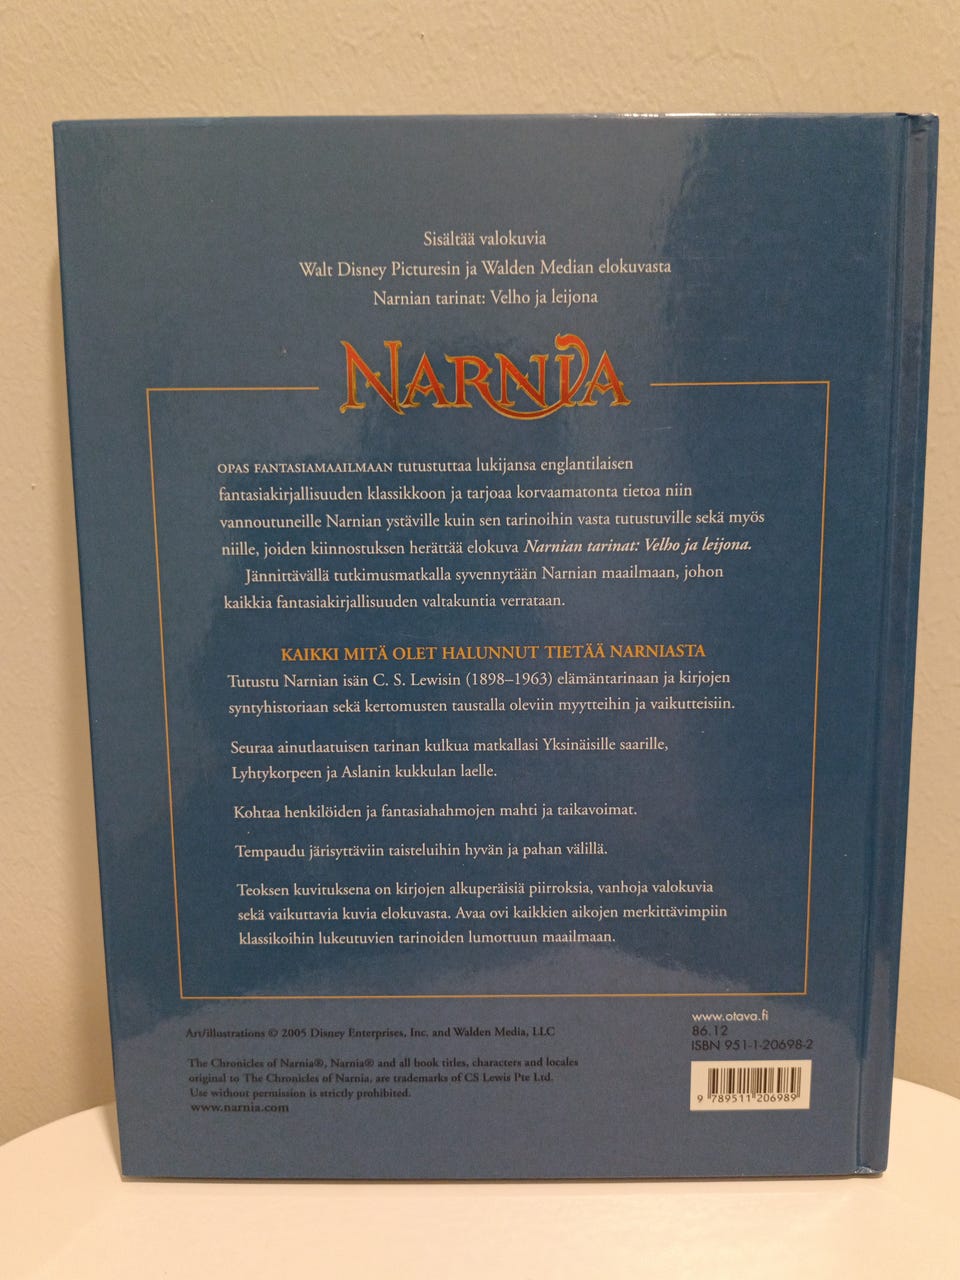 Sisältää valokuvia
Walt Disney Picturesin ja Walden Median elokuvasta
Narnian tarinat: Velho ja leijona
NARNIA
OPAS FANTASIAMAAILMAAN tutustuttaa lukijansa englantilaisen
fantasiakirjallisuuden klassikkoon ja tarjoaa korvaamatonta tietoa niin
vannoutuneille Narnian ystäville kuin sen tarinoihin vasta tutustuville sekä myös
niille, joiden kiinnostuksen herättää elokuva Narnian tarinat: Velho ja leijona.
Jännittävällä tutkimusmatkalla syvennytään Narnian maailmaan, johon
kaikkia fantasiakirjallisuuden valtakuntia verrataan.
KAIKKI MITÄ OLET HALUNNUT TIETÄÄ NARNIASTA
Tutustu Narnian isän C. S. Lewisin (1898–1963) elämäntarinaan ja kirjojen
syntyhistoriaan sekä kertomusten taustalla oleviin myytteihin ja vaikutteisiin.
Seuraa ainutlaatuisen tarinan kulkua matkallasi Yksinäisille saarille,
Lyhtykorpeen ja Aslanin kukkulan laelle.
Kohtaa henkilöiden ja fantasiahahmojen mahti ja taikavoimat.
Tempaudu järisyttäviin taisteluihin hyvän ja pahan välillä.
Teoksen kuvituksena on kirjojen alkuperäisiä piirroksia, vanhoja valokuvia
sekä vaikuttavia kuvia elokuvasta. Avaa ovi kaikkien aikojen merkittävimpiin
klassikoihin lukeutuvien tarinoiden lumottuun maailmaan.
Art/illustrations © 2005 Disney Enterprises, Inc. and Walden Media, LLC
The Chronicles of Narnia®, Narnia® and all book titles, characters and locales
original to The Chronicles of Narnia, are trademarks of CS Lewis Pte Ltd.
Use without permission is strictly prohibited.
www.narnia.com
www.otava.fi
86.12
ISBN 951-1-20698-2
9 789511 206989